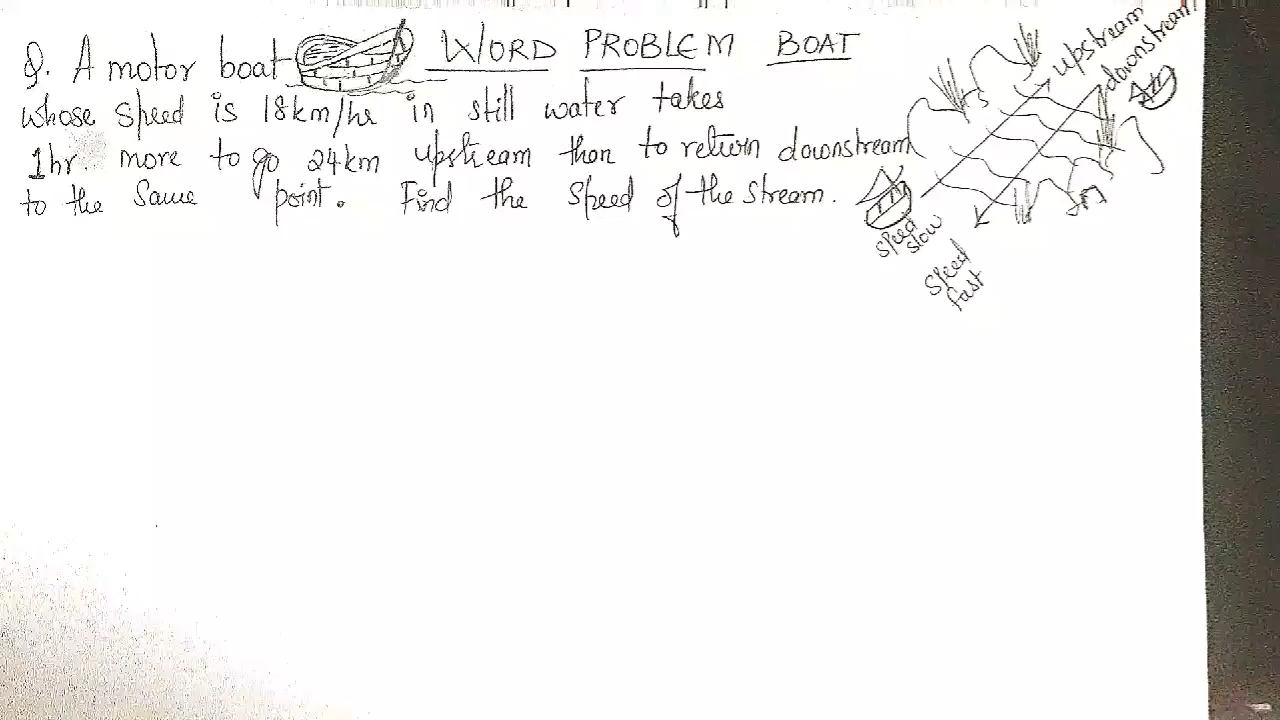 WORD PROBLEM BOAT
Q. A motor boat
whose speed is 18km/hr in still water takes
1hr. more to go 24km upstream than to return downstream
to the same point. Find the speed of the stream.
upstream
downstream
speed slow
speed fast